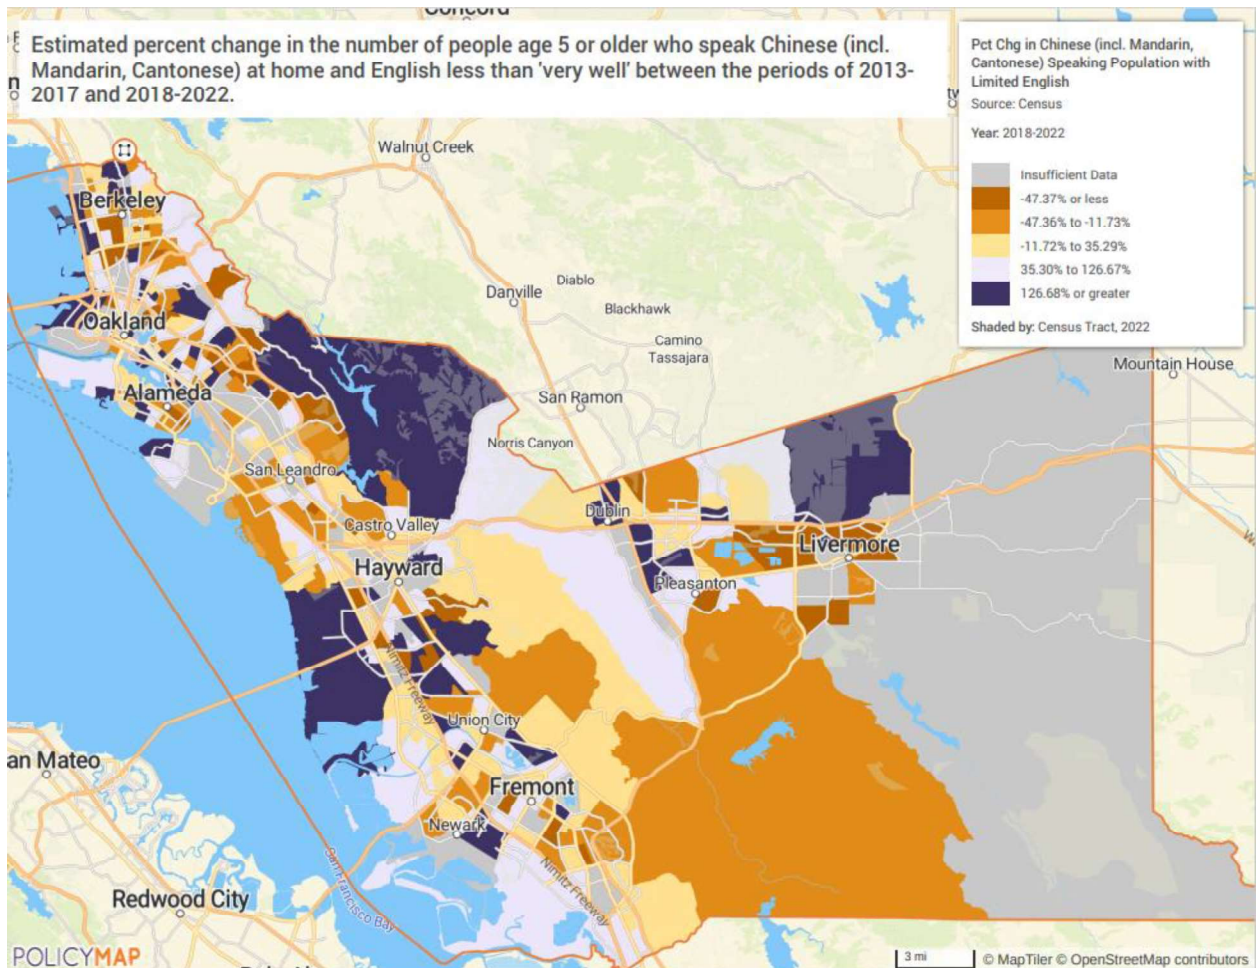 Concord
Estimated percent change in the number of people age 5 or older who speak Chinese (incl.
Mandarin, Cantonese) at home and English less than 'very well' between the periods of 2013-
2017 and 2018-2022.
Pct Chg in Chinese (incl. Mandarin,
Cantonese) Speaking Population with
Limited English
Source: Census
Year: 2018-2022
Insufficient Data
-47.37% or less
-47.36% to -11.73%
-11.72% to 35.29%
35.30% to 126.67%
126.68% or greater
Shaded by: Census Tract, 2022
Walnut Creek
Berkeley
Diablo
Danville
Blackhawk
Oakland
Camino
Tassajara
Mountain House
Alameda
San Ramon
Norris Canyon
San Leandro
Dublin
Castro Valley
Livermore
Hayward
Pleasanton
Nimitz Freeway
Union City
an Mateo
Fremont
Newark
Nimitz Freeway
San Francisco Bay
Redwood City
POLICYMAP
3 mi
© MapTiler © OpenStreetMap contributors